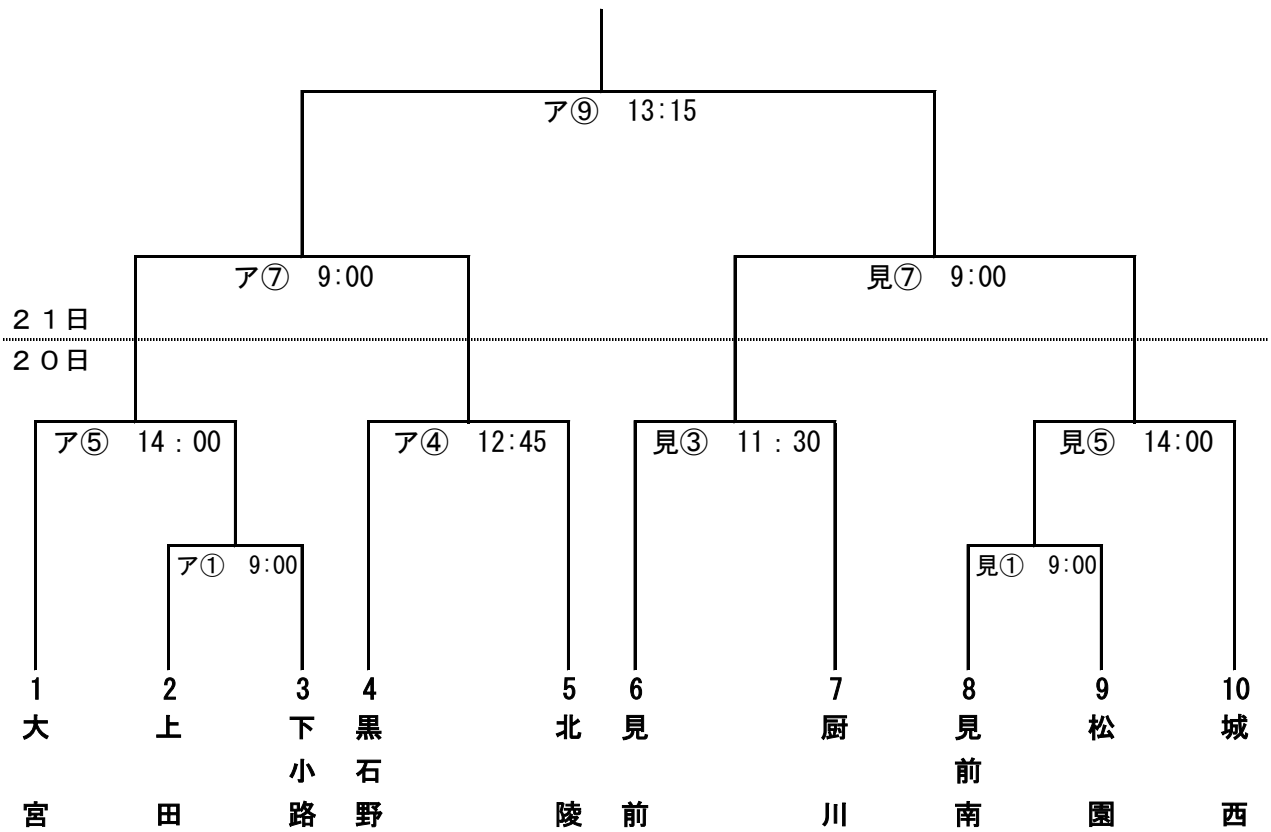 ア⑨ 13:15
ア⑦ 9:00 見⑦ 9:00
21日
20日
ア⑤ 14:00 ア④ 12:45 見③ 11:30 見⑤ 14:00
ア① 9:00 見① 9:00
1 2 3 4 5 6 7 8 9 10
大宮
上田
下小路
黒石野
北陵
見前
厨川
見前南
松園
城西